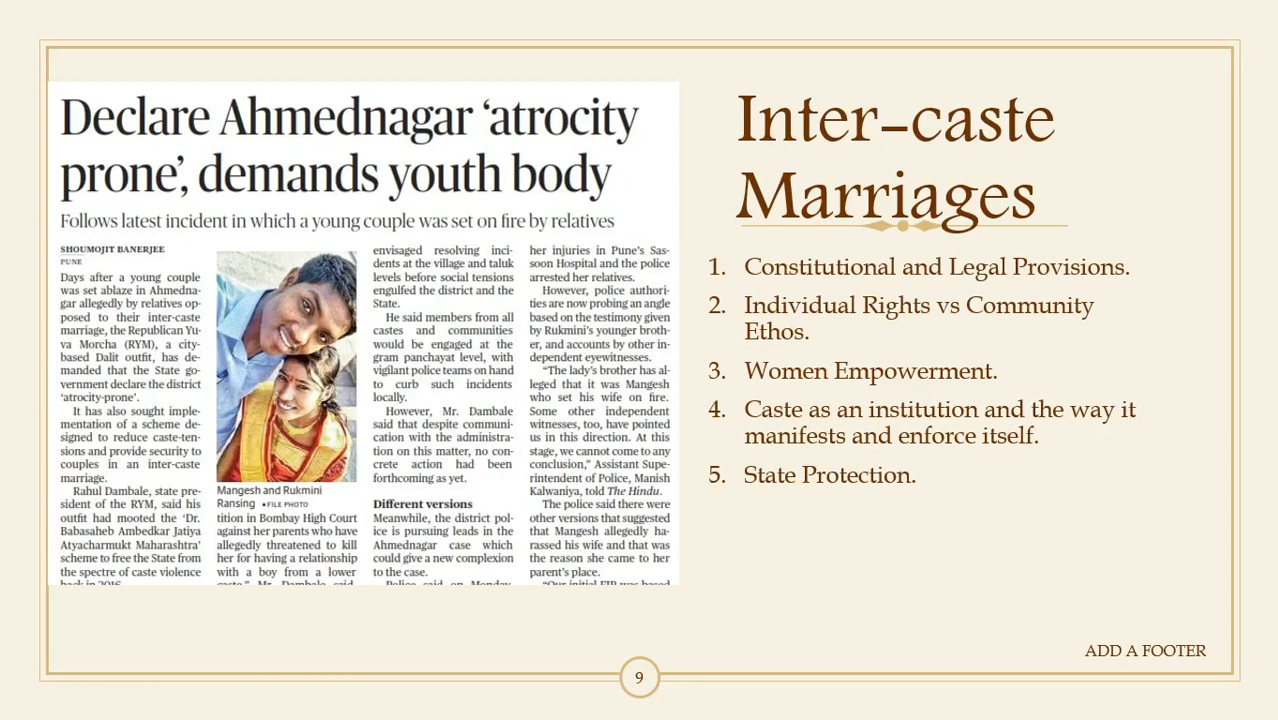 Declare Ahmednagar ‘atrocity
prone’, demands youth body
Follows latest incident in which a young couple was set on fire by relatives
SHOUMOJIT BANERJEE
PUNE
Days after a young couple
was set ablaze in Ahmedna-
gar allegedly by relatives op-
posed to their inter-caste
marriage, the Republican Yu-
va Morcha (RYM), a city-
based Dalit outfit, has de-
manded that the State go-
vernment declare the district
‘atrocity-prone’.
It has also sought imple-
mentation of a scheme de-
signed to reduce caste-ten-
sions and provide security to
couples in an inter-caste
marriage.
Rahul Dambale, state pre-
sident of the RYM, said his
outfit had mooted the ‘Dr.
Babasaheb Ambedkar Jatiya
Atyacharmukt Maharashtra’
scheme to free the State from
the spectre of caste violence
back in 2016
Mangesh and Rukmini
Ransing •FILE PHOTO
tition in Bombay High Court
against her parents who have
allegedly threatened to kill
her for having a relationship
with a boy from a lower
caste,” Mr. Dambale said
envisaged resolving inci-
dents at the village and taluk
levels before social tensions
engulfed the district and the
State.
He said members from all
castes and communities
would be engaged at the
gram panchayat level, with
vigilant police teams on hand
to curb such incidents
locally.
However, Mr. Dambale
said that despite communi-
cation with the administra-
tion on this matter, no con-
crete action had been
forthcoming as yet.
Different versions
Meanwhile, the district pol-
ice is pursuing leads in the
Ahmednagar case which
could give a new complexion
to the case.
Police said on Monday
her injuries in Pune’s Sas-
soon Hospital and the police
arrested her relatives.
However, police authori-
ties are now probing an angle
based on the testimony given
by Rukmini’s younger broth-
er, and accounts by other in-
dependent eyewitnesses.
“The lady’s brother has al-
leged that it was Mangesh
who set his wife on fire.
Some other independent
witnesses, too, have pointed
us in this direction. At this
stage, we cannot come to any
conclusion,” Assistant Supe-
rintendent of Police, Manish
Kalwaniya, told The Hindu.
The police said there were
other versions that suggested
that Mangesh allegedly ha-
rassed his wife and that was
the reason she came to her
parent’s place.
“Our initial FIR was based
Inter-caste
Marriages
1. Constitutional and Legal Provisions.
2. Individual Rights vs Community
Ethos.
3. Women Empowerment.
4. Caste as an institution and the way it
manifests and enforce itself.
5. State Protection.
ADD A FOOTER
9